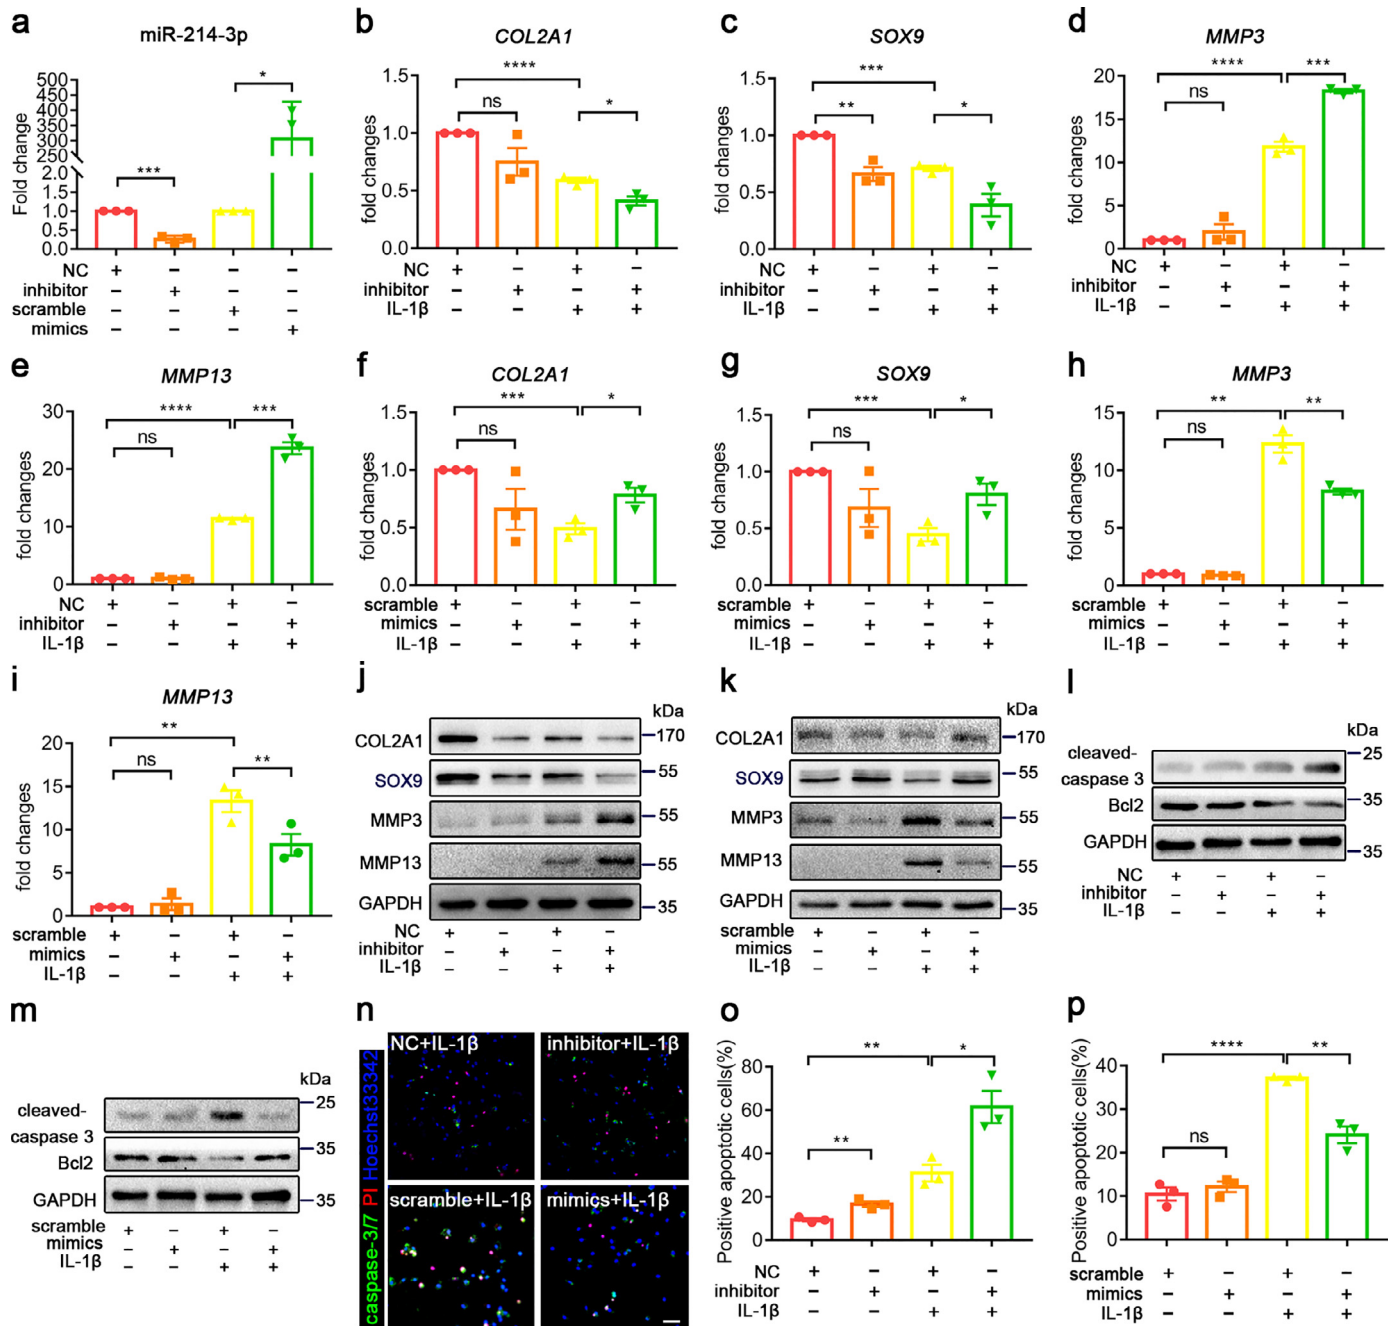 a
miR-214-3p
Fold change
500
450
400
350
300
250
2.0
1.5
1.0
0.5
0.0
***
*
NC + − − −
inhibitor − + − −
scramble − − + −
mimics − − − +
b
COL2A1
fold changes
1.5
1.0
0.5
0.0
****
ns
*
NC + − + −
inhibitor − + − +
IL-1β − − + +
c
SOX9
fold changes
1.5
1.0
0.5
0.0
***
**
*
NC + − + −
inhibitor − + − +
IL-1β − − + +
d
MMP3
fold changes
20
15
10
5
0
****
***
ns
NC + − + −
inhibitor − + − +
IL-1β − − + +
e
MMP13
fold changes
30
20
10
0
****
***
ns
NC + − + −
inhibitor − + − +
IL-1β − − + +
f
COL2A1
fold changes
1.5
1.0
0.5
0.0
***
*
ns
scramble + − + −
mimics − + − +
IL-1β − − + +
g
SOX9
fold changes
1.5
1.0
0.5
0.0
***
*
ns
scramble + − + −
mimics − + − +
IL-1β − − + +
h
MMP3
fold changes
15
10
5
0
**
**
ns
scramble + − + −
mimics − + − +
IL-1β − − + +
i
MMP13
fold changes
20
15
10
5
0
**
ns
**
scramble + − + −
mimics − + − +
IL-1β − − + +
j
kDa
COL2A1 170
SOX9 55
MMP3 55
MMP13 55
GAPDH 35
NC + − + −
inhibitor − + − +
IL-1β − − + +
k
kDa
COL2A1 170
SOX9 55
MMP3 55
MMP13 55
GAPDH 35
scramble + − + −
mimics − + − +
IL-1β − − + +
l
kDa
25
cleaved-
caspase 3
Bcl2 35
GAPDH 35
NC + − + −
inhibitor − + − +
IL-1β − − + +
m
kDa
25
cleaved-
caspase 3
35
Bcl2
GAPDH 35
scramble + − + −
mimics − + − +
IL-1β − − + +
n
caspase-3/7 PI Hoechst33342
NC+IL-1β
inhibitor+IL-1β
scramble+IL-1β
mimics+IL-1β
o
Positive apoptotic cells(%)
80
60
40
20
0
**
*
**
NC + − + −
inhibitor − + − +
IL-1β − − + +
p
Positive apoptotic cells(%)
40
30
20
10
0
****
**
ns
scramble + − + −
mimics − + − +
IL-1β − − + +